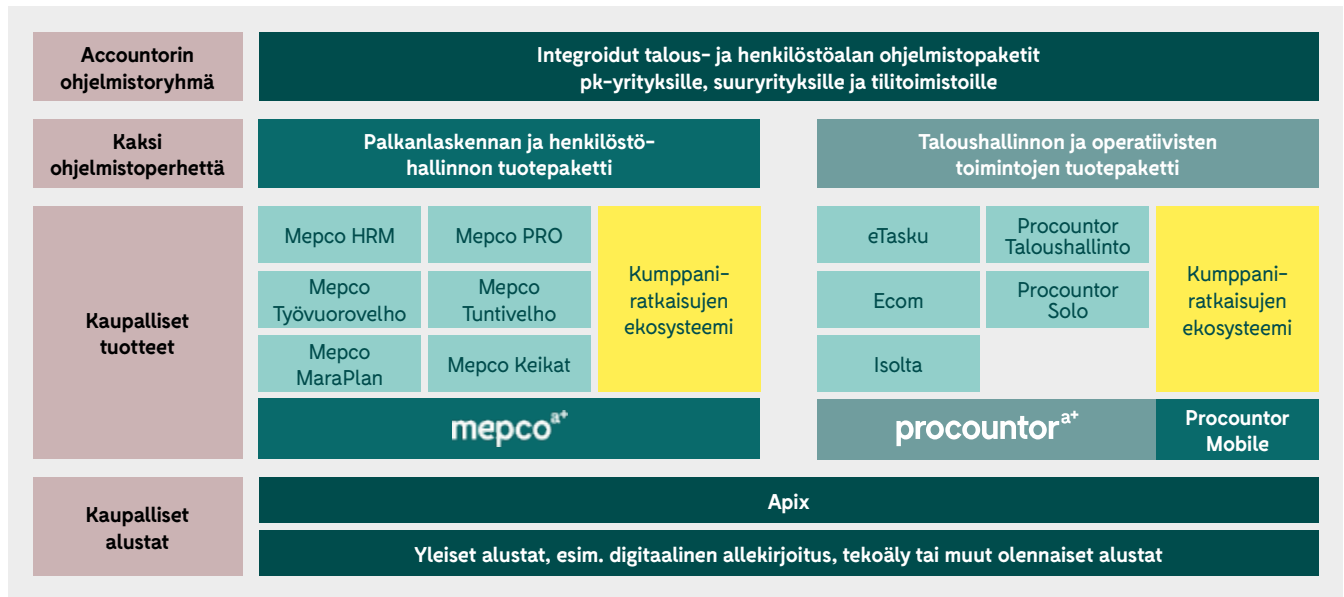 Accountorin
ohjelmistoryhmä
Integroidut talous- ja henkilöstöalan ohjelmistopaketit
pk-yrityksille, suuryrityksille ja tilitoimistoille
Kaksi
ohjelmistoperhettä
Palkanlaskennan ja henkilöstö-
hallinnon tuotepaketti
Taloushallinnon ja operatiivisten
toimintojen tuotepaketti
Kaupalliset
tuotteet
Mepco HRM
Mepco PRO
Mepco
Työvuorovelho
Mepco
Tuntivelho
Mepco
MaraPlan
Mepco Keikat
Kumppani-
ratkaisujen
ekosysteemi
mepco a+
eTasku
Procountor
Taloushallinto
Ecom
Procountor
Solo
Isolta
Kumppani-
ratkaisujen
ekosysteemi
procountor a+
Procountor
Mobile
Kaupalliset
alustat
Apix
Yleiset alustat, esim. digitaalinen allekirjoitus, tekoäly tai muut olennaiset alustat